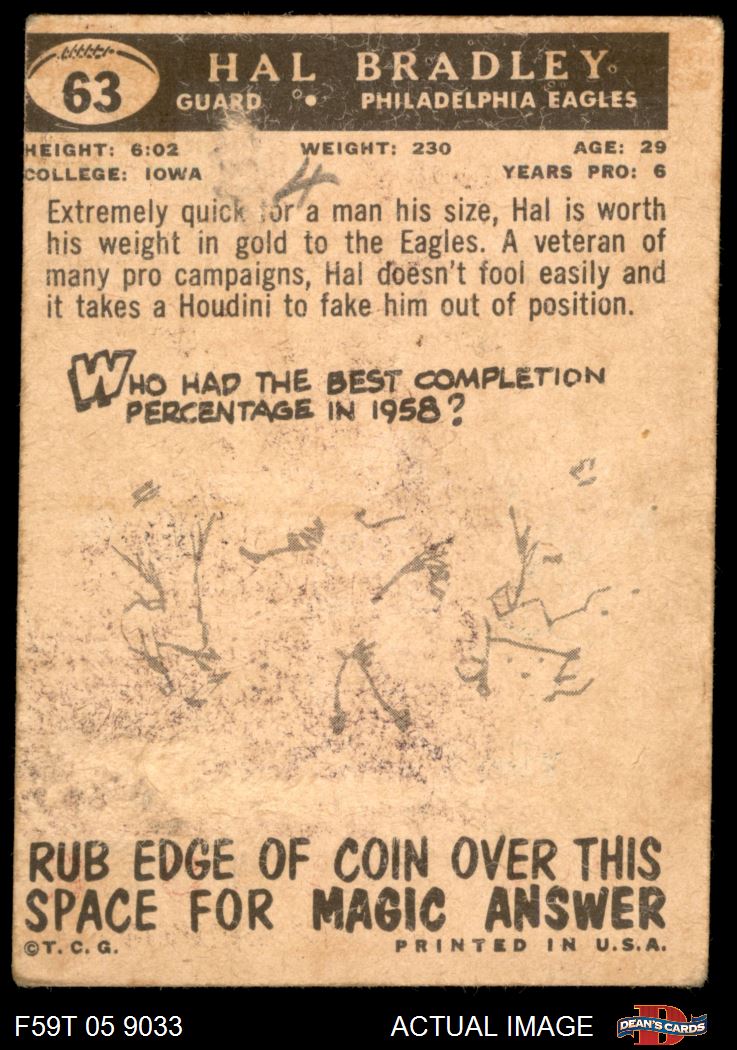 63
HAL BRADLEY
GUARD • PHILADELPHIA EAGLES
HEIGHT: 6:02 WEIGHT: 230 AGE: 29
COLLEGE: IOWA YEARS PRO: 6
4
Extremely quick for a man his size, Hal is worth
his weight in gold to the Eagles. A veteran of
many pro campaigns, Hal doesn't fool easily and
it takes a Houdini to fake him out of position.
WHO HAD THE BEST COMPLETION
PERCENTAGE IN 1958?
RUB EDGE OF COIN OVER THIS
SPACE FOR MAGIC ANSWER
©T. C. G. PRINTED IN U.S.A.
F59T 05 9033 ACTUAL IMAGE D DEAN'S CARDS